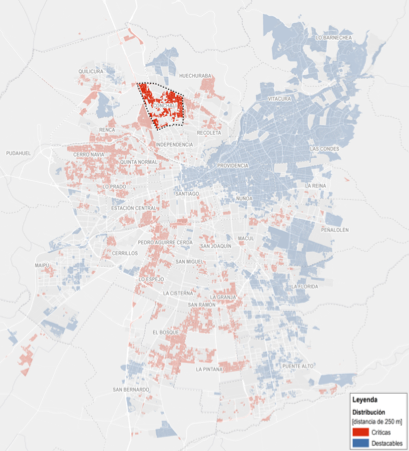 LO BARNECHEA
QUILICURA
HUECHURABA
VITACURA
RENCA
RECOLETA
INDEPENDENCIA
LAS CONDES
PUDAHUEL
CERRO NAVIA
QUINTA NORMAL
PROVIDENCIA
LO PRADO
SANTIAGO
LA REINA
ÑUÑOA
ESTACIÓN CENTRAL
PEÑALOLÉN
MACUL
PEDRO AGUIRRE CERDA
SAN JOAQUÍN
CERRILLOS
MAIPÚ
SAN MIGUEL
LO ESPEJO
LA FLORIDA
LA CISTERNA
LA GRANJA
SAN RAMÓN
EL BOSQUE
PUENTE ALTO
LA PINTANA
SAN BERNARDO
Leyenda
Distribución
[distancia de 250 m]
Críticas
Destacables